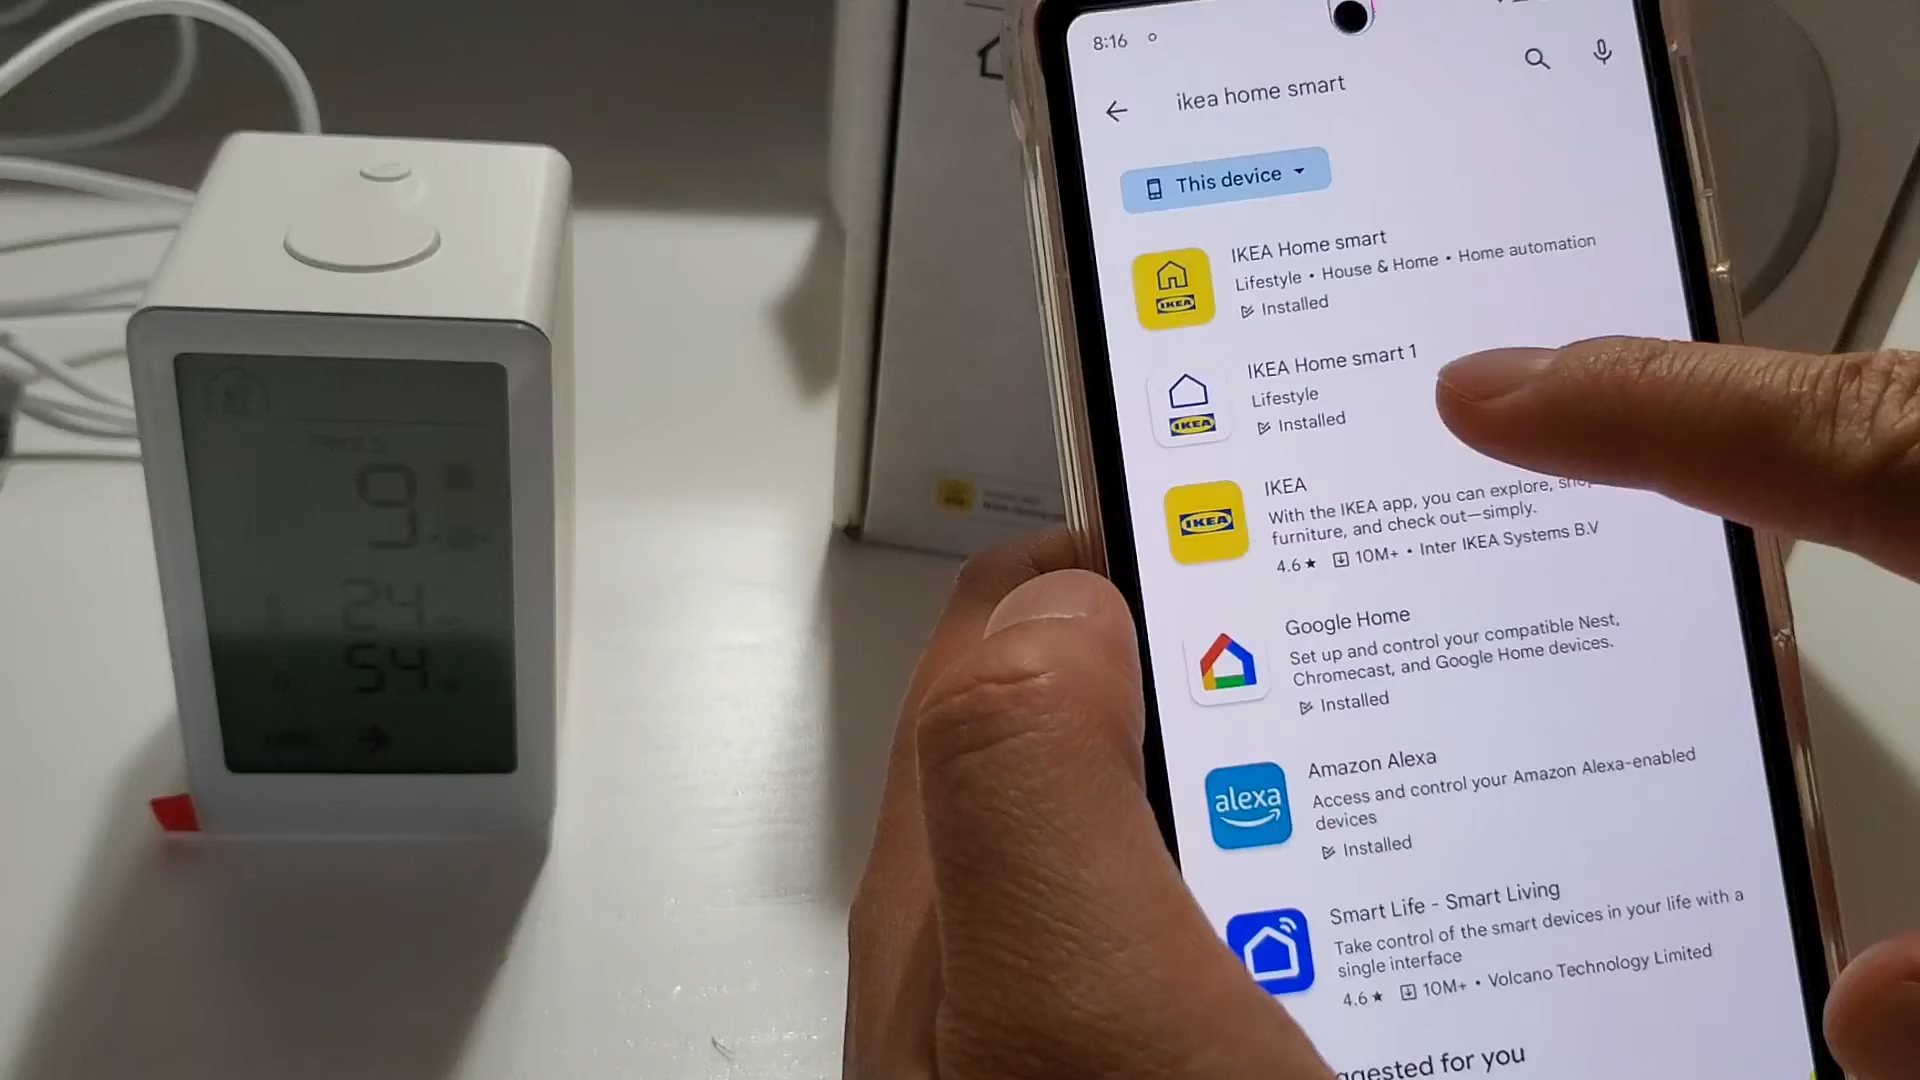 8:16
ikea home smart
This device
IKEA Home smart
Lifestyle • House & Home • Home automation
Installed
IKEA
IKEA Home smart 1
Lifestyle
Installed
IKEA
IKEA
With the IKEA app, you can explore,
furniture, and check out—simply.
4.6★ 10M+ • Inter IKEA Systems B.V
IKEA
Google Home
Set up and control your compatible Nest,
Chromecast, and Google Home devices.
Installed
Amazon Alexa
Access and control your Amazon Alexa-enabled
devices
Installed
alexa
Smart Life - Smart Living
Take control of the smart devices in your life with a
single interface
4.6★ 10M+ • Volcano Technology Limited
for you
PM2.5
9
24
54